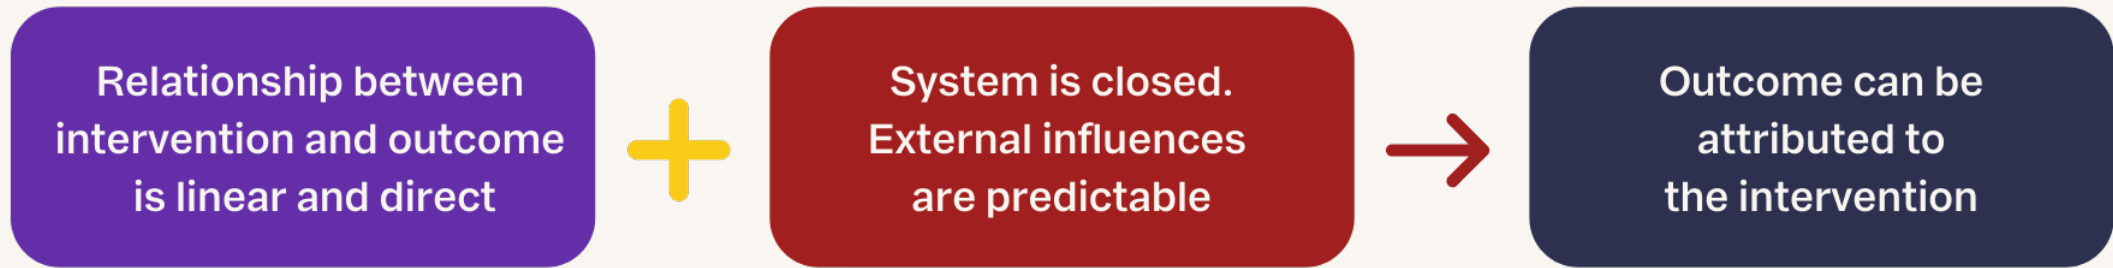 Relationship between
intervention and outcome
is linear and direct
System is closed.
External influences
are predictable
Outcome can be
attributed to
the intervention